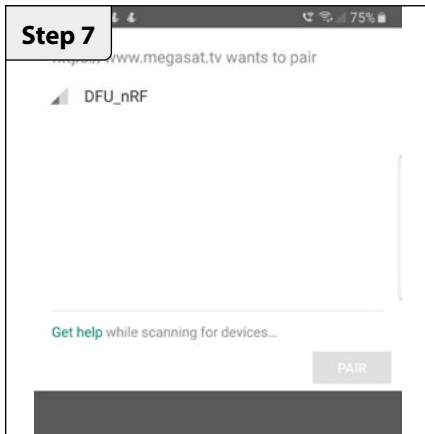 Step 7
75%
www.megasat.tv wants to pair
DFU_nRF
Get help while scanning for devices...
PAIR